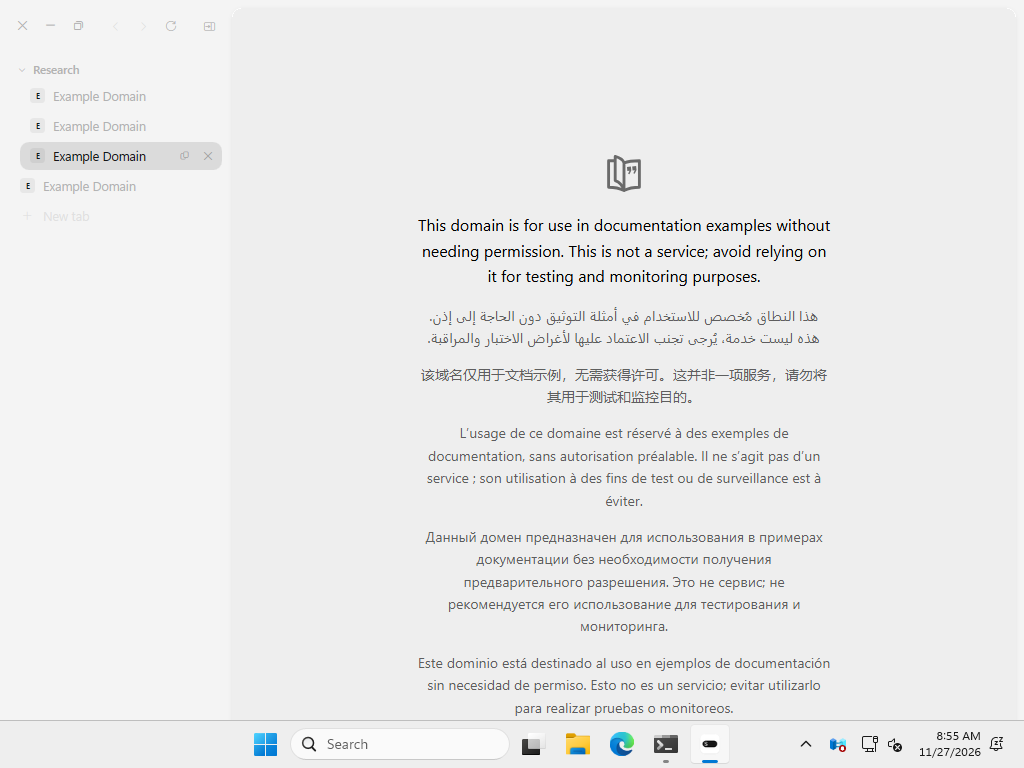 Research
E Example Domain
E Example Domain
E Example Domain
E Example Domain
New tab
This domain is for use in documentation examples without
needing permission. This is not a service; avoid relying on
it for testing and monitoring purposes.
هذا النطاق مُخصص للاستخدام في أمثلة التوثيق دون الحاجة إلى إذن.
هذه ليست خدمة، يُرجى تجنب الاعتماد عليها لأغراض الاختبار والمراقبة.
该域名仅用于文档示例，无需获得许可。这并非一项服务，请勿将
其用于测试和监控目的。
L’usage de ce domaine est réservé à des exemples de
documentation, sans autorisation préalable. Il ne s’agit pas d’un
service ; son utilisation à des fins de test ou de surveillance est à
éviter.
Данный домен предназначен для использования в примерах
документации без необходимости получения
предварительного разрешения. Это не сервис; не
рекомендуется его использование для тестирования и
мониторинга.
Este dominio está destinado al uso en ejemplos de documentación
sin necesidad de permiso. Esto no es un servicio; evitar utilizarlo
para realizar pruebas o monitoreos.
Search
8:55 AM
11/27/2026